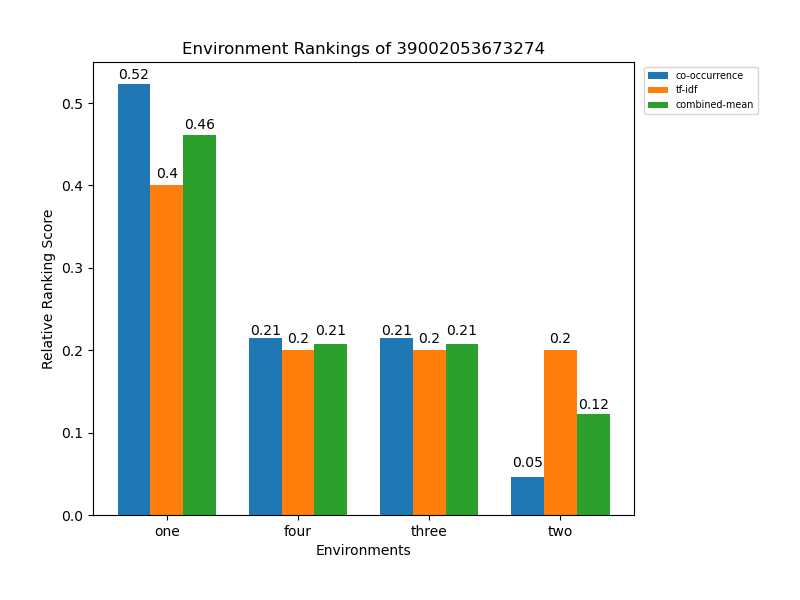 Environment Rankings of 39002053673274
co-occurrence
tf-idf
combined-mean
Relative Ranking Score
0.5
0.4
0.3
0.2
0.1
0.0
0.52
0.4
0.46
0.21
0.2
0.21
0.21
0.2
0.21
0.05
0.2
0.12
one
four
three
two
Environments